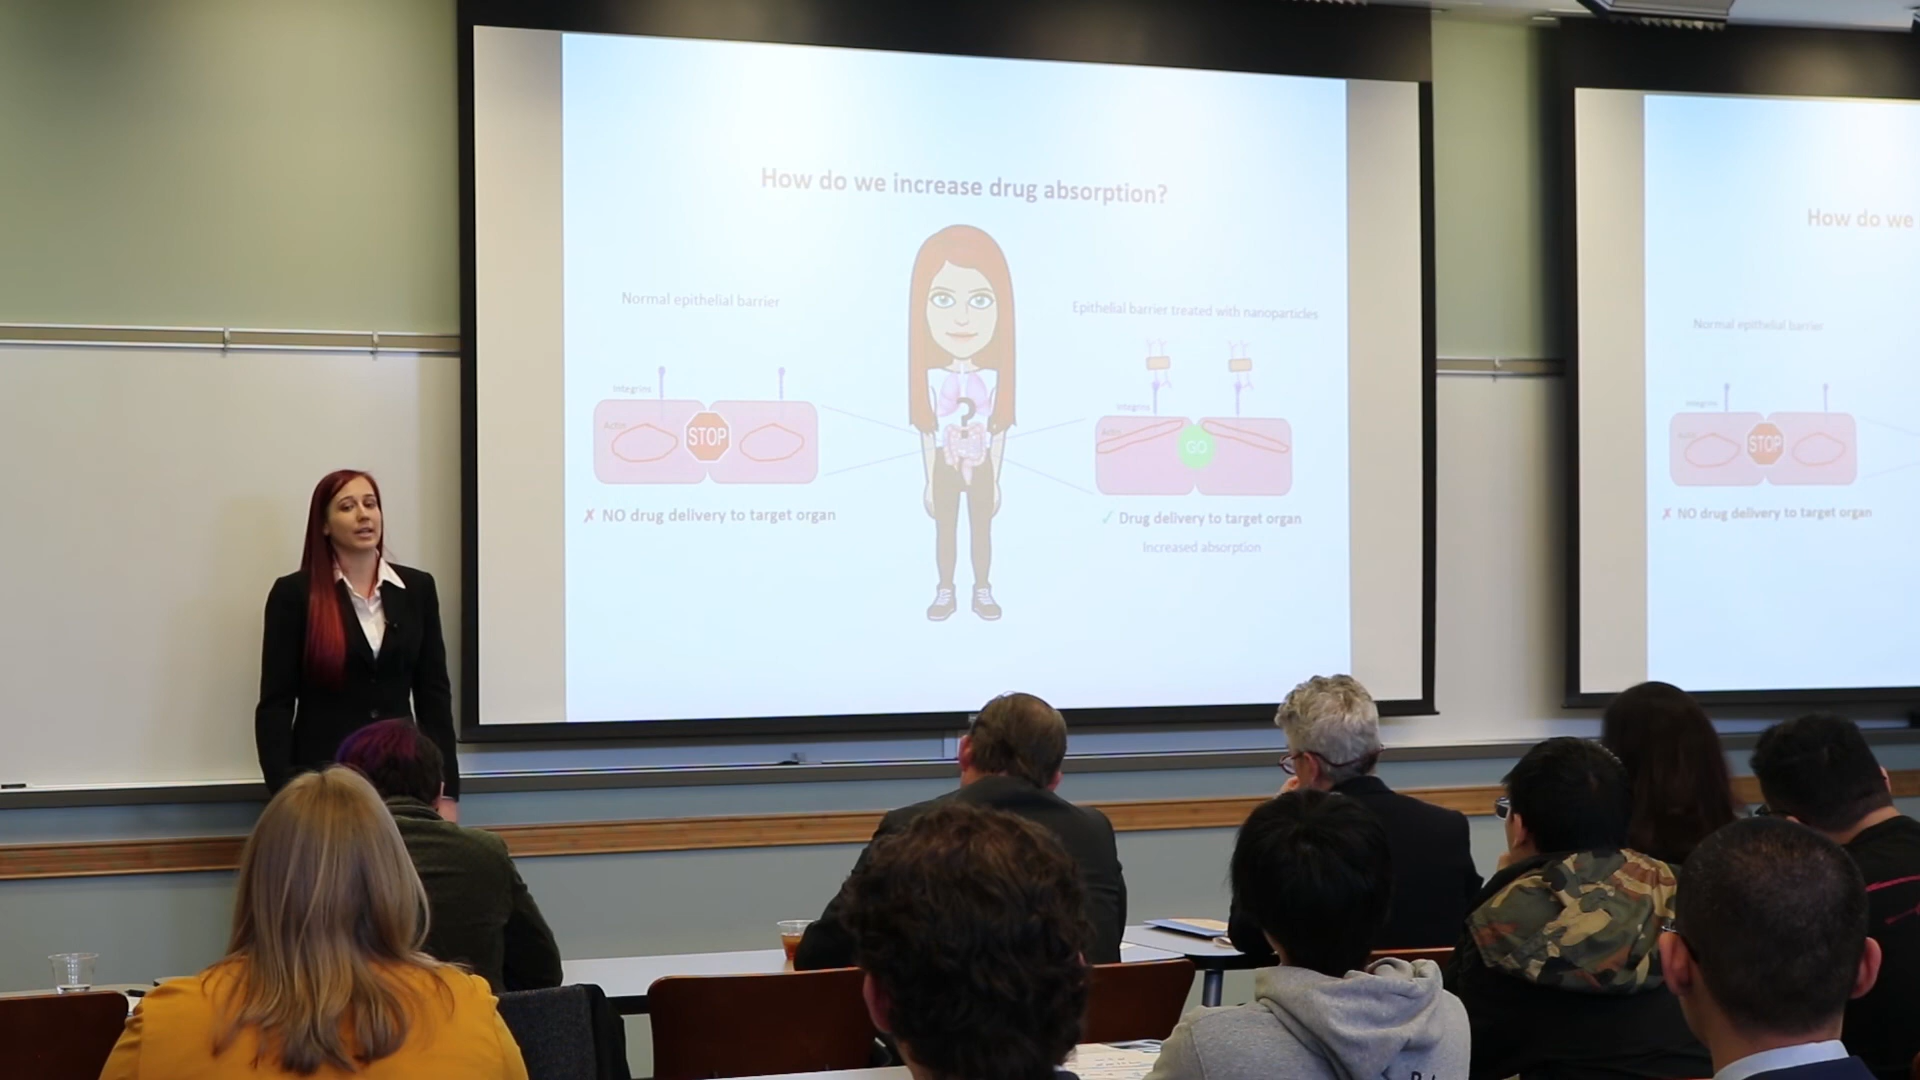 How do we increase drug absorption?
Normal epithelial barrier
Epithelial barrier treated with nanoparticles
Integrins
Actin
STOP
?
Integrins
Actin
GO
✗ NO drug delivery to target organ
✓ Drug delivery to target organ
Increased absorption
How do we
Normal epithelial barrier
Integrins
Actin
STOP
✗ NO drug delivery to target organ